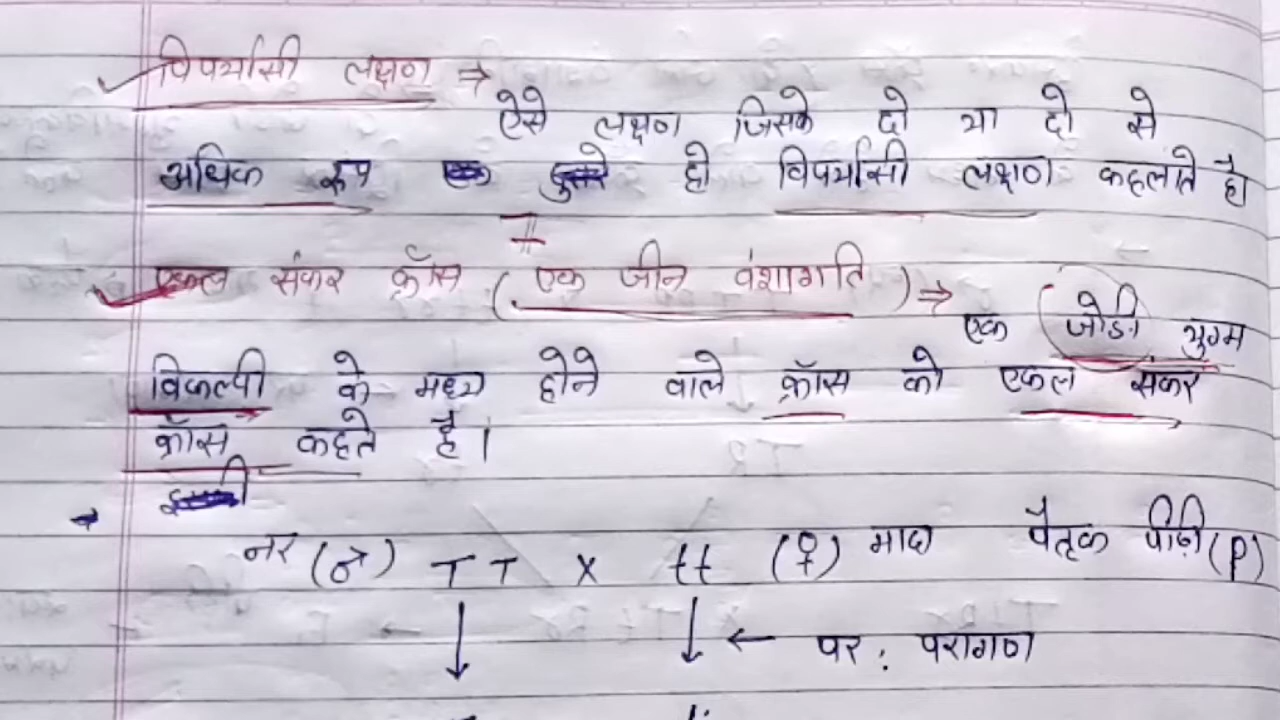 विपर्यासी लक्षण ⇒
ऐसे लक्षण जिसके दो या दो से
अधिक रूप हो विपर्यासी लक्षण कहलाते है।
एकल संकर क्रॉस ( एक जीन वंशागति ) ⇒
एक जोडी युग्म
विकल्पी के मध्य होने वाले क्रॉस को एकल संकर
क्रॉस कहते है।
नर (♂) TT × tt (♀) मादा पैतृक पीढ़ी (P)
↓ ↓ ← पर : परागण